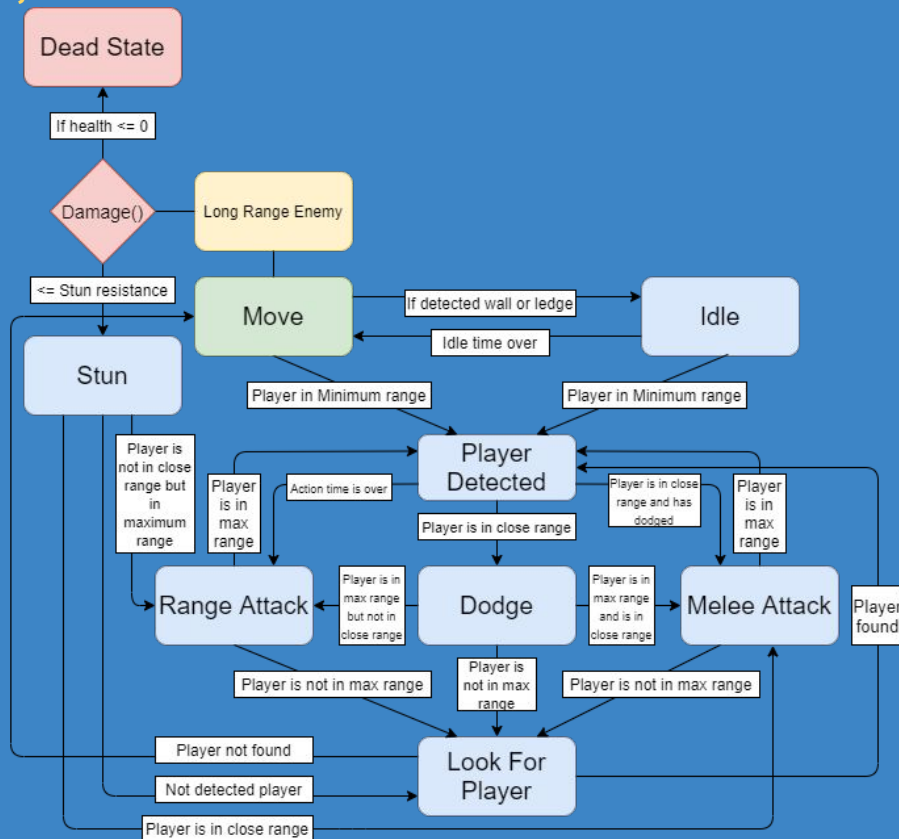 Dead State
If health <= 0
Damage()
Long Range Enemy
<= Stun resistance
Move
If detected wall or ledge
Idle
Idle time over
Stun
Player in Minimum range
Player in Minimum range
Player
Detected
Player is
not in close
range but
in
maximum
range
Player
is in
max
range
Action time is over
Player is in close
range and has
dodged
Player
is in
max
range
Player is in close range
Range Attack
Player is in
max range
but not in
close range
Dodge
Player is in
max range
and is in
close range
Melee Attack
Player
found
Player is not in max range
Player is
not in max
range
Player is not in max range
Player not found
Look For
Player
Not detected player
Player is in close range